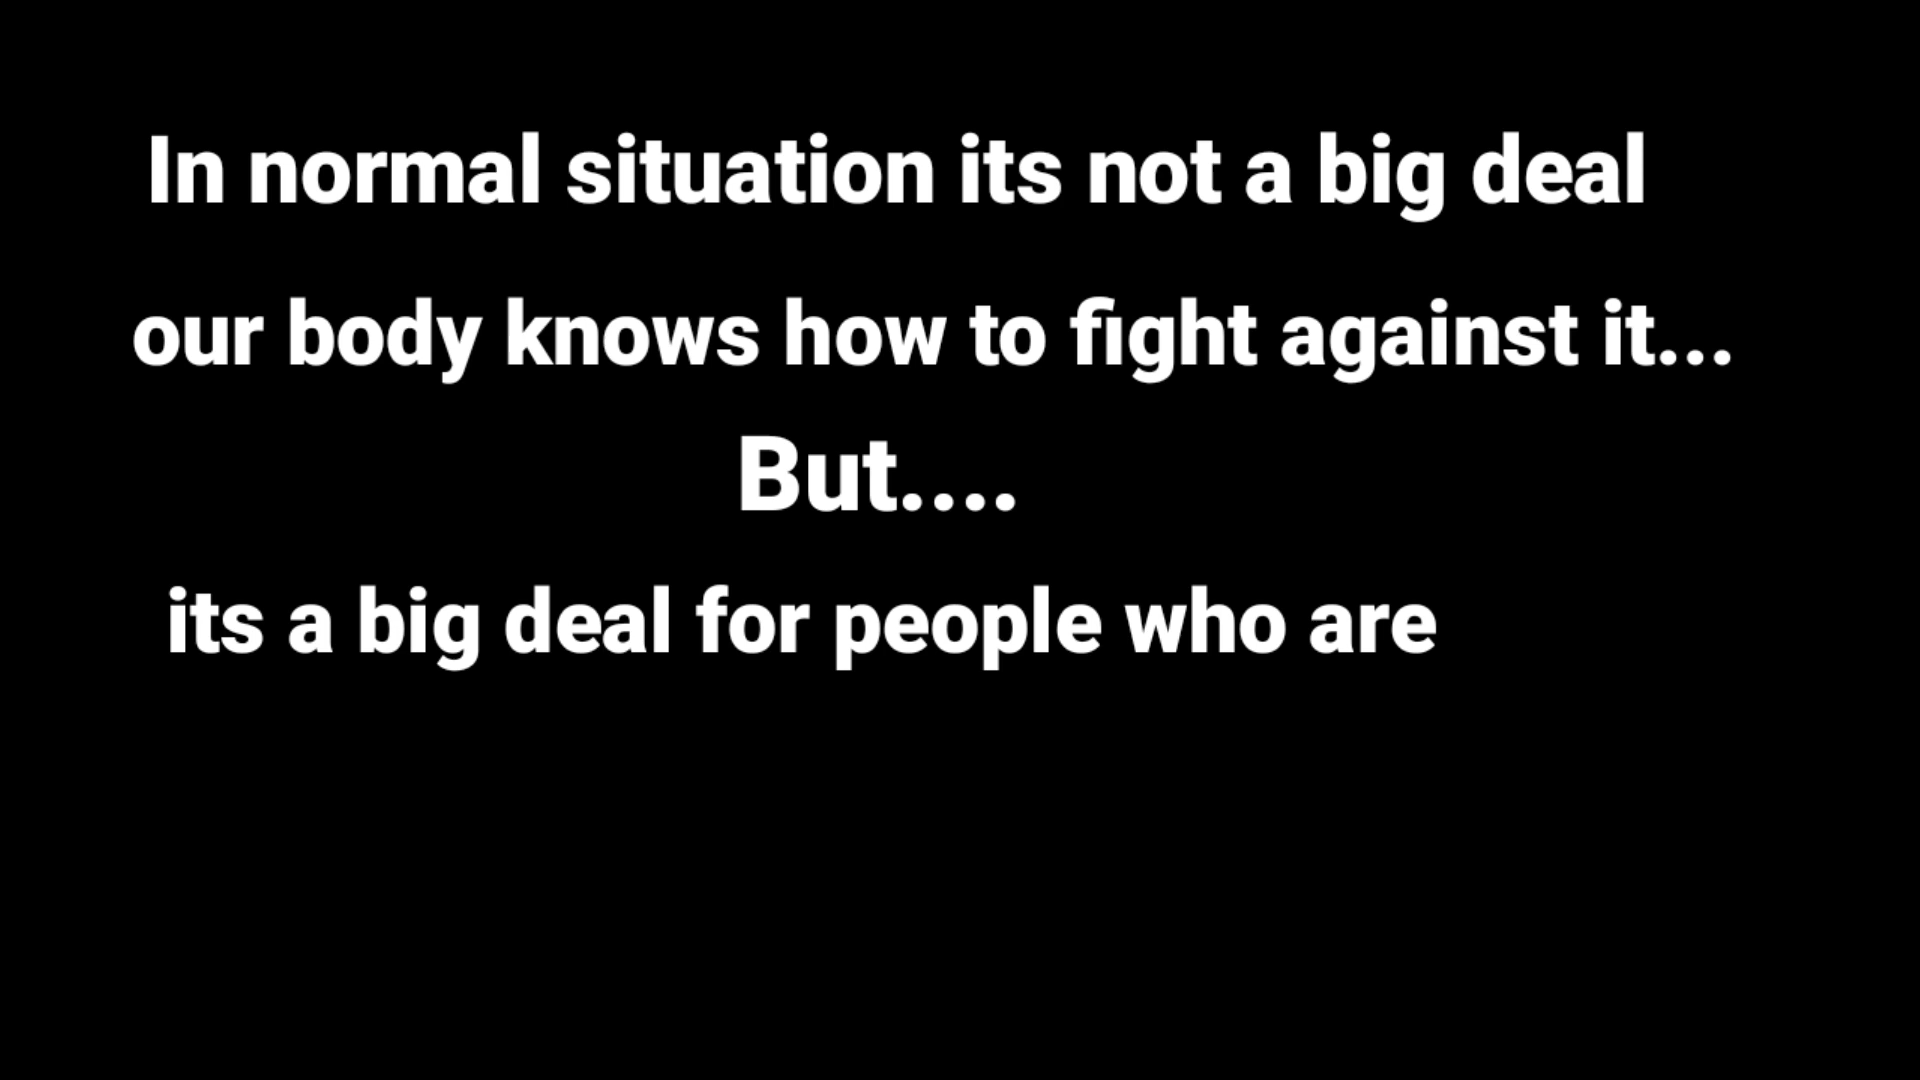 In normal situation its not a big deal
our body knows how to fight against it...
But....
its a big deal for people who are